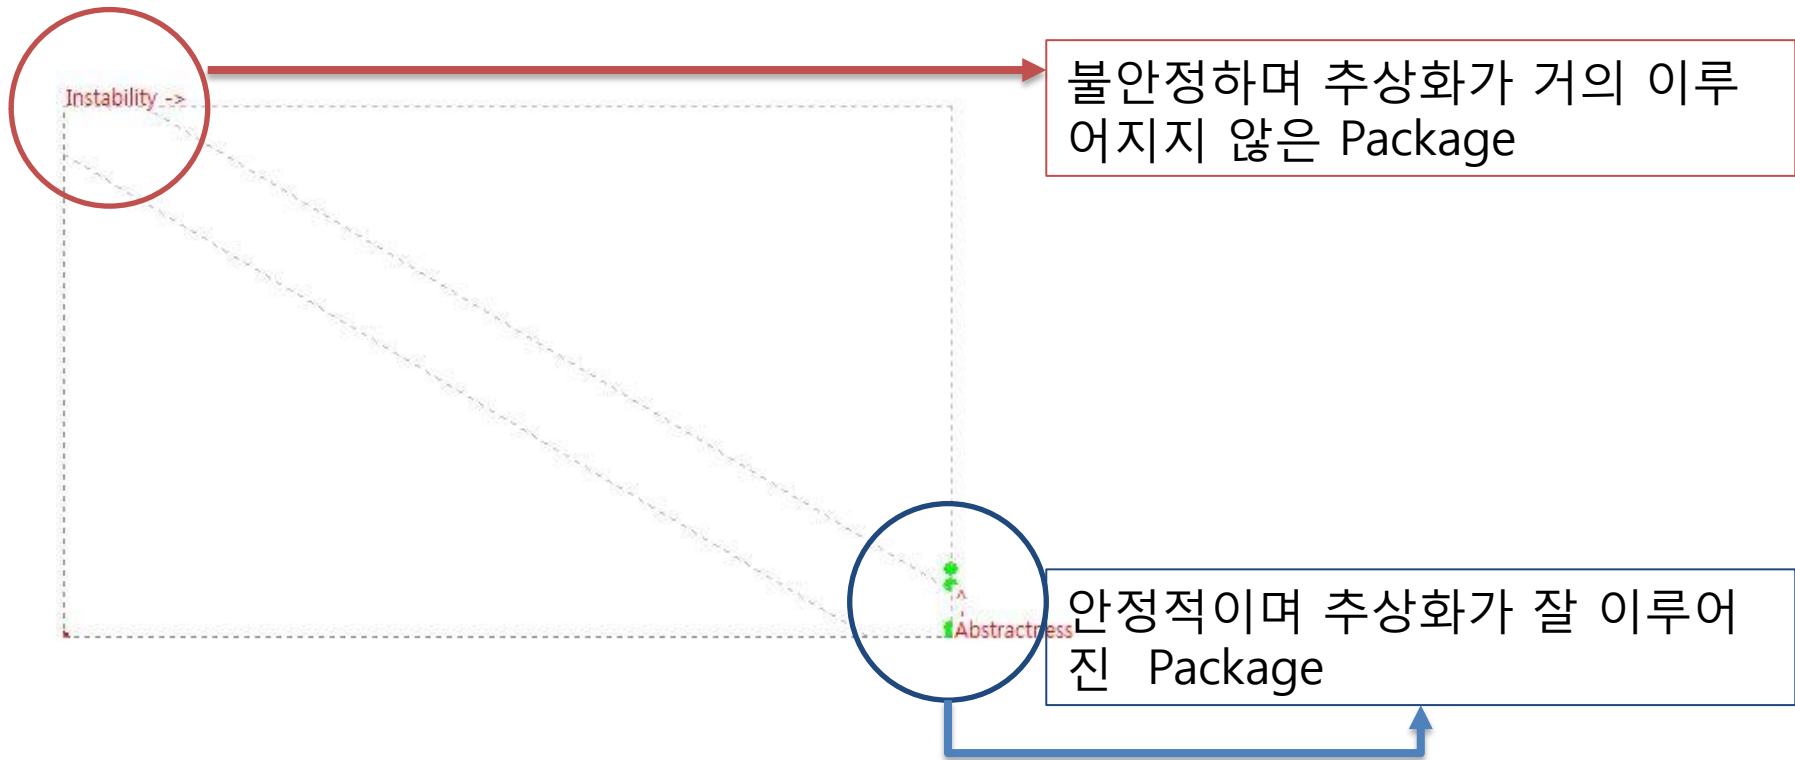 Instability ->
불안정하며 추상화가 거의 이루
어지지 않은 Package
^
Abstractness
안정적이며 추상화가 잘 이루어
진 Package